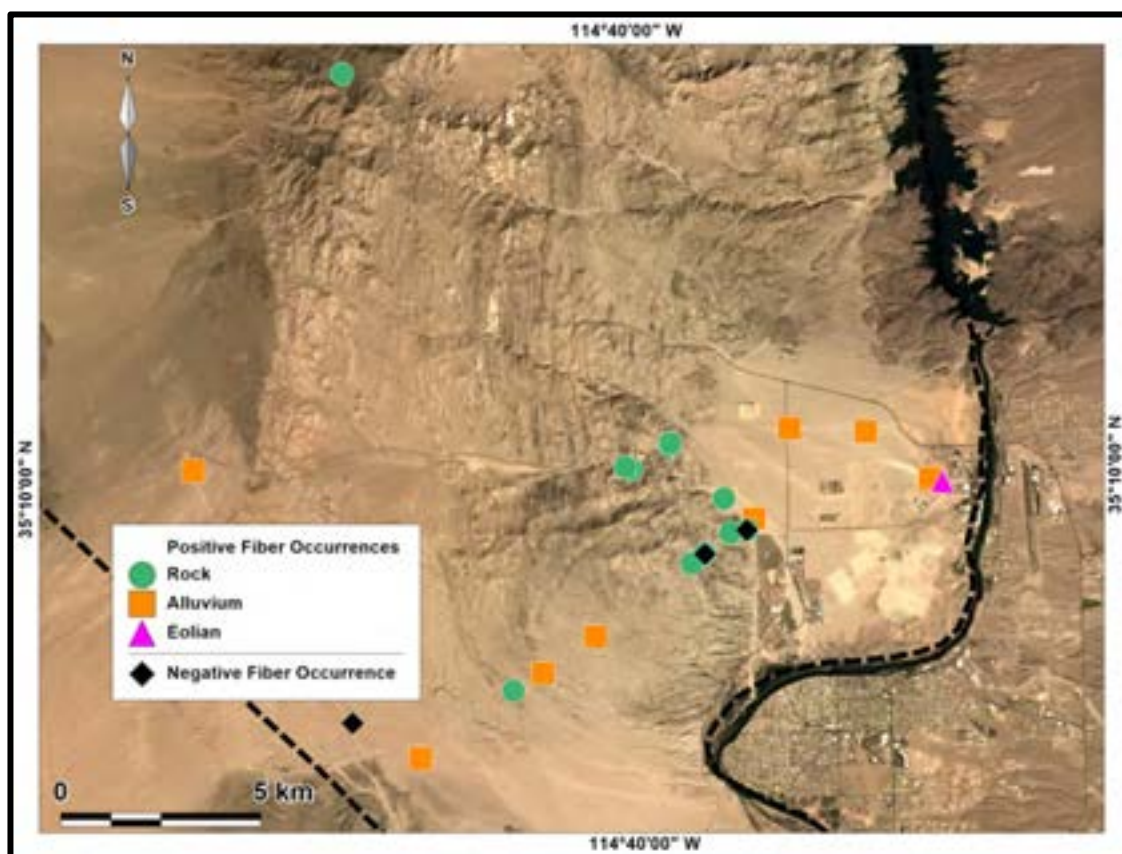 114°40'00" W
N
S
35°10'00" N
35°10'00" N
Positive Fiber Occurrences
Rock
Alluvium
Eolian
Negative Fiber Occurrence
0 5 km
114°40'00" W